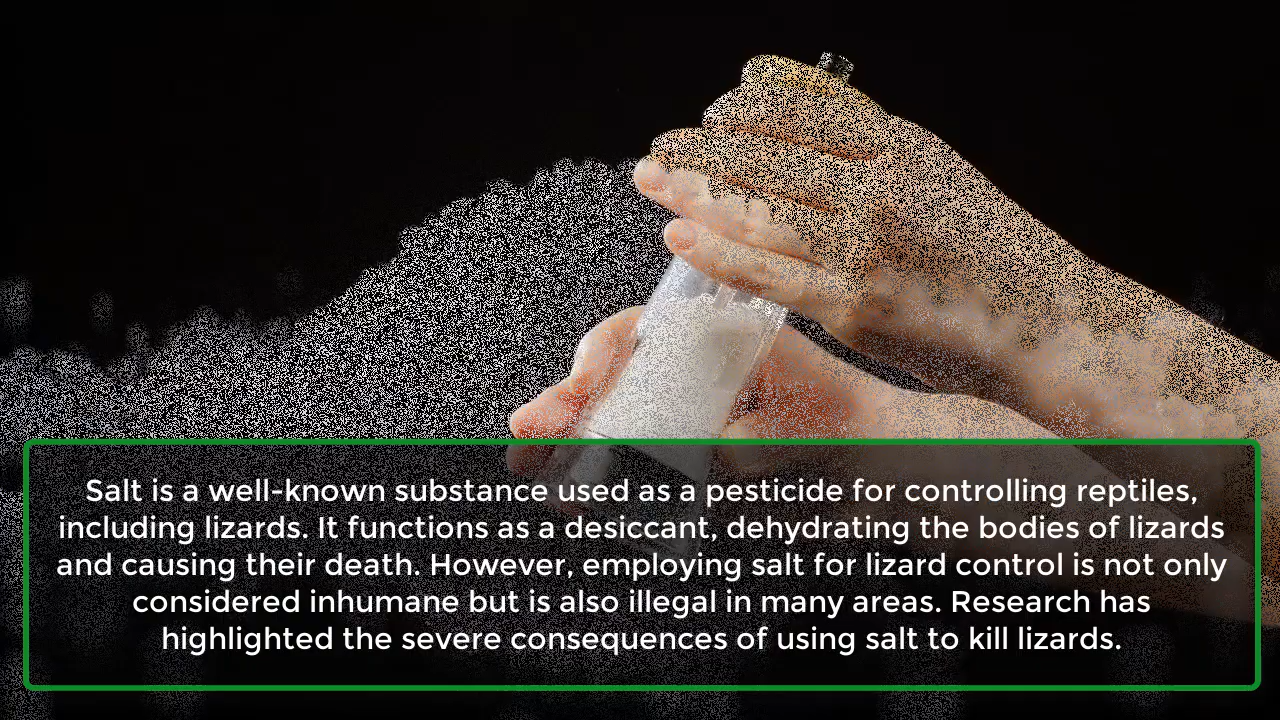 Salt is a well-known substance used as a pesticide for controlling reptiles,
including lizards. It functions as a desiccant, dehydrating the bodies of lizards
and causing their death. However, employing salt for lizard control is not only
considered inhumane but is also illegal in many areas. Research has
highlighted the severe consequences of using salt to kill lizards.